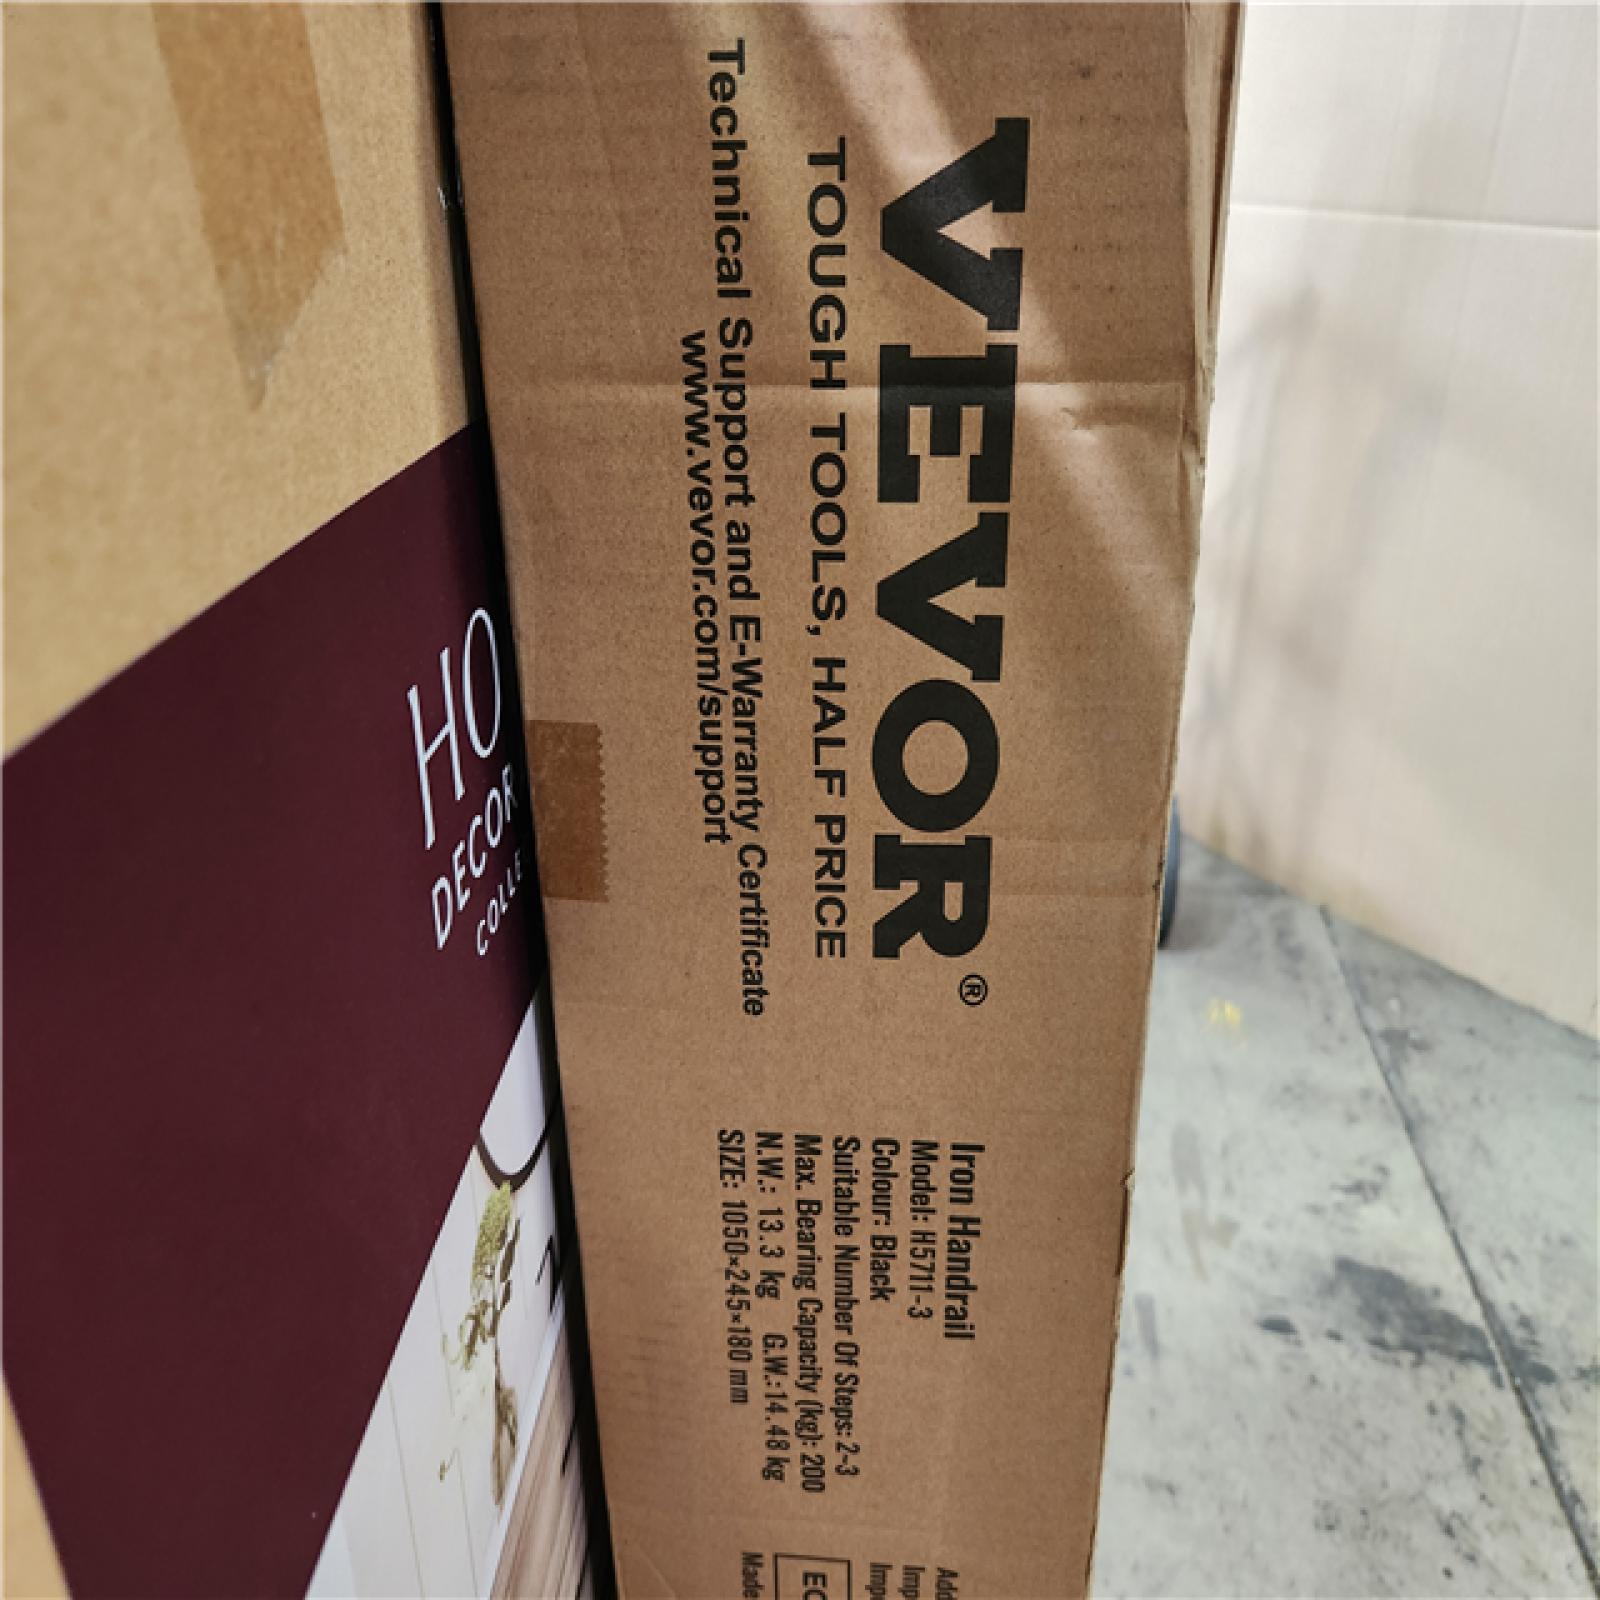 VEVOR®
TOUGH TOOLS, HALF PRICE
Technical Support and E-Warranty Certificate
www.vevor.com/support
Iron Handrail
Model: H5711-3
Colour: Black
Suitable Number Of Steps: 2-3
Max. Bearing Capacity (kg): 200
N.W.: 13.3 kg G.W.:14.48 kg
SIZE: 1050×245×180 mm
Made
HO
DECOR
COLLE